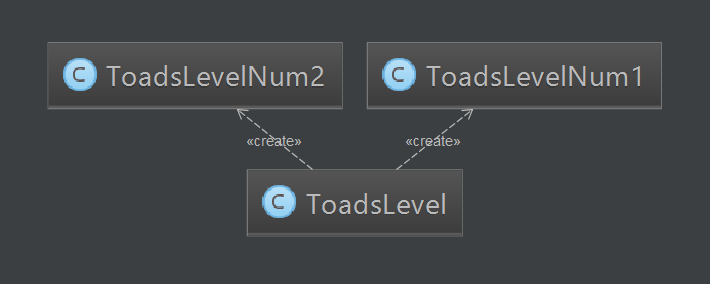 C ToadsLevelNum2
C ToadsLevelNum1
«create»
«create»
C ToadsLevel